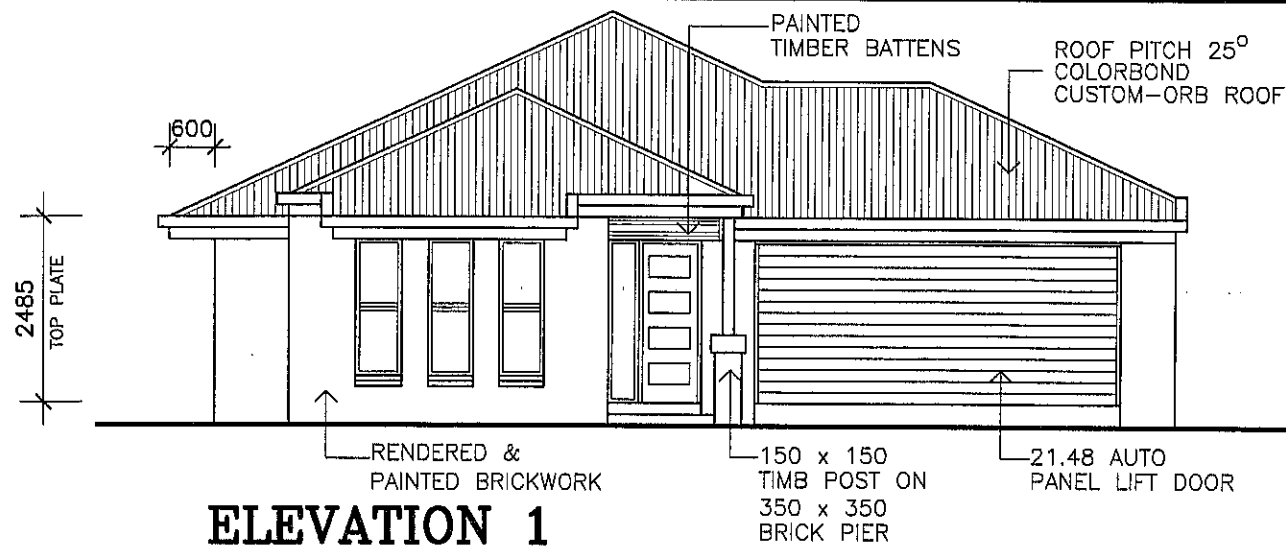 PAINTED
TIMBER BATTENS
ROOF PITCH 25°
COLORBOND
CUSTOM-ORB ROOF
600
2485
TOP PLATE
RENDERED &
PAINTED BRICKWORK
150 x 150
TIMB POST ON
350 x 350
BRICK PIER
21.48 AUTO
PANEL LIFT DOOR
ELEVATION 1